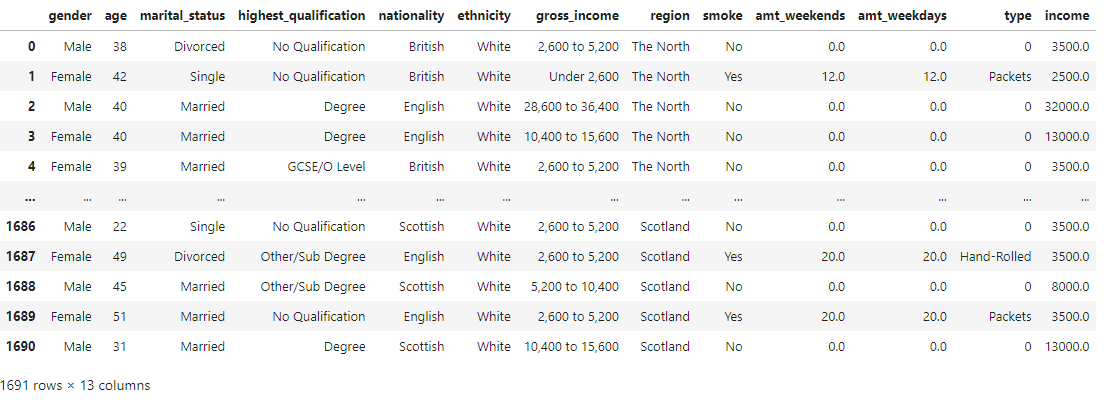 gender age marital_status highest_qualification nationality ethnicity gross_income region smoke amt_weekends amt_weekdays type income
0 Male 38 Divorced No Qualification British White 2,600 to 5,200 The North No 0.0 0.0 0 3500.0
1 Female 42 Single No Qualification British White Under 2,600 The North Yes 12.0 12.0 Packets 2500.0
2 Male 40 Married Degree English White 28,600 to 36,400 The North No 0.0 0.0 0 32000.0
3 Female 40 Married Degree English White 10,400 to 15,600 The North No 0.0 0.0 0 13000.0
4 Female 39 Married GCSE/O Level British White 2,600 to 5,200 The North No 0.0 0.0 0 3500.0
... ... ... ... ... ... ... ... ... ... ... ... ... ...
1686 Male 22 Single No Qualification Scottish White 2,600 to 5,200 Scotland No 0.0 0.0 0 3500.0
1687 Female 49 Divorced Other/Sub Degree English White 2,600 to 5,200 Scotland Yes 20.0 20.0 Hand-Rolled 3500.0
1688 Male 45 Married Other/Sub Degree Scottish White 5,200 to 10,400 Scotland No 0.0 0.0 0 8000.0
1689 Female 51 Married No Qualification English White 2,600 to 5,200 Scotland Yes 20.0 20.0 Packets 3500.0
1690 Male 31 Married Degree Scottish White 10,400 to 15,600 Scotland No 0.0 0.0 0 13000.0
1691 rows × 13 columns